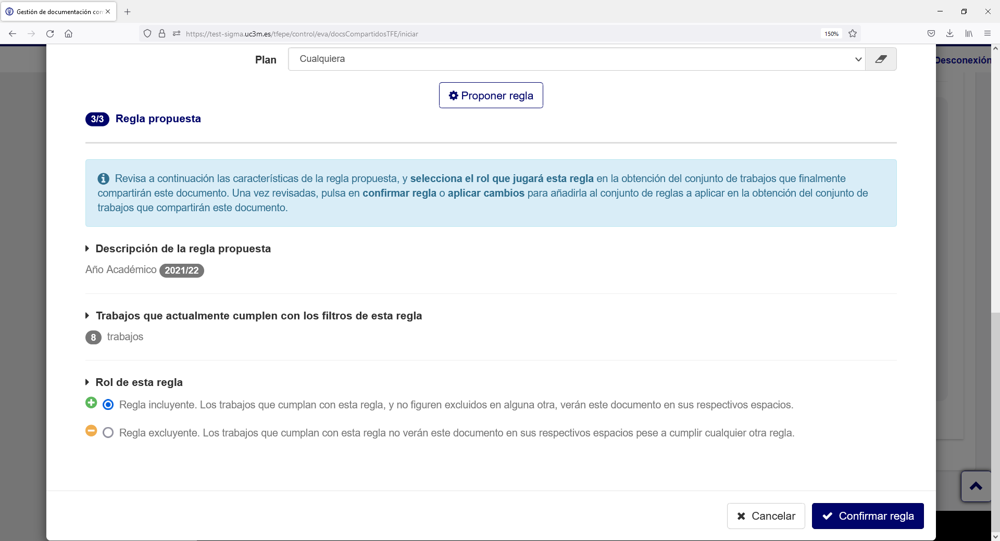 Gestión de documentación con
https://test-sigma.uc3m.es/tfepe/control/eva/docsCompartidosTFE/iniciar
150%
Desconexión
Plan
Cualquiera
Proponer regla
3/3 Regla propuesta
Revisa a continuación las características de la regla propuesta, y selecciona el rol que jugará esta regla en la obtención del conjunto de trabajos que finalmente
compartirán este documento. Una vez revisadas, pulsa en confirmar regla o aplicar cambios para añadirla al conjunto de reglas a aplicar en la obtención del conjunto de
trabajos que compartirán este documento.
Descripción de la regla propuesta
Año Académico 2021/22
Trabajos que actualmente cumplen con los filtros de esta regla
8 trabajos
Rol de esta regla
Regla incluyente. Los trabajos que cumplan con esta regla, y no figuren excluidos en alguna otra, verán este documento en sus respectivos espacios.
Regla excluyente. Los trabajos que cumplan con esta regla no verán este documento en sus respectivos espacios pese a cumplir cualquier otra regla.
Cancelar
Confirmar regla